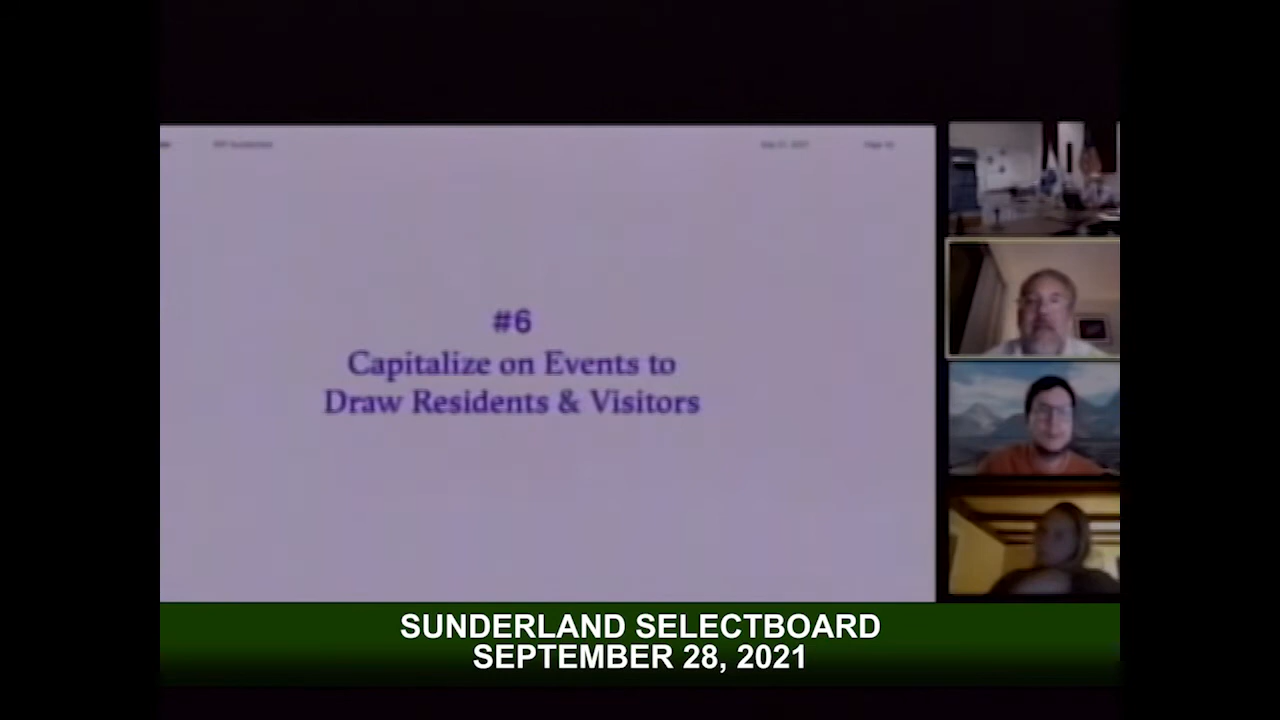 #6
Capitalize on Events to
Draw Residents & Visitors
SUNDERLAND SELECTBOARD
SEPTEMBER 28, 2021